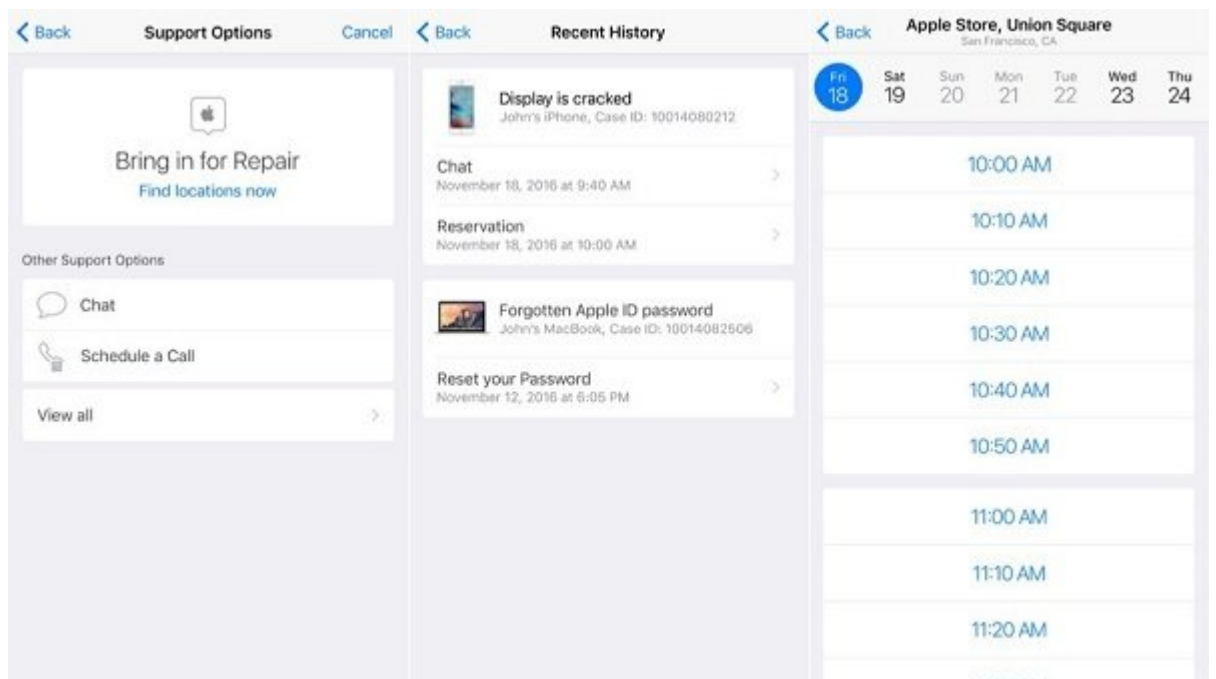 Back Support Options Cancel
Bring in for Repair
Find locations now
Other Support Options
Chat
Schedule a Call
View all
Back Recent History
Display is cracked
John's iPhone, Case ID: 10014080212
Chat
November 18, 2016 at 9:40 AM
Reservation
November 18, 2016 at 10:00 AM
Forgotten Apple ID password
John's MacBook, Case ID: 10014082506
Reset your Password
November 12, 2016 at 6:05 PM
Back Apple Store, Union Square
San Francisco, CA
Fri Sat Sun Mon Tue Wed Thu
18 19 20 21 22 23 24
10:00 AM
10:10 AM
10:20 AM
10:30 AM
10:40 AM
10:50 AM
11:00 AM
11:10 AM
11:20 AM